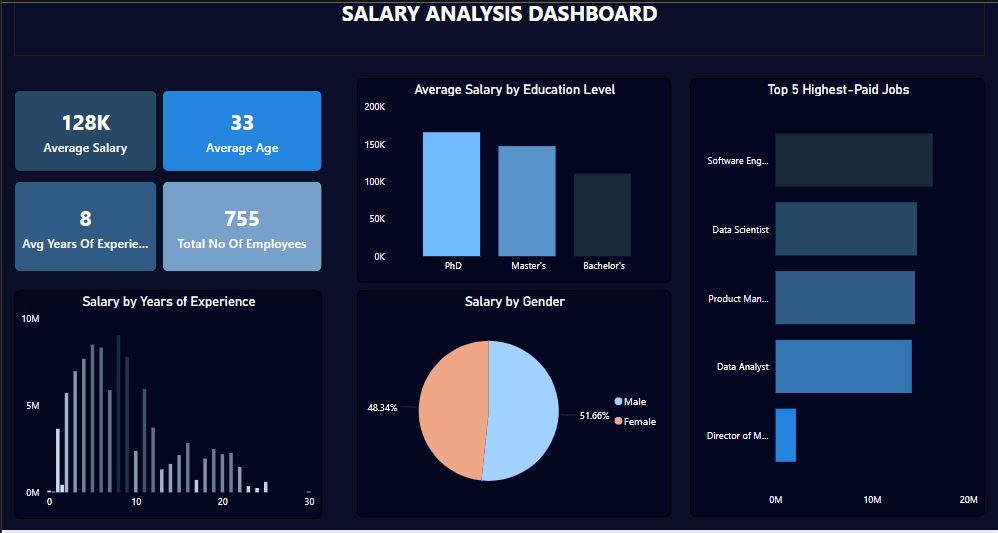 SALARY ANALYSIS DASHBOARD
128K
Average Salary
33
Average Age
8
Avg Years Of Experie...
755
Total No Of Employees
Average Salary by Education Level
200K
150K
100K
50K
0K
PhD Master's Bachelor's
Top 5 Highest-Paid Jobs
Software Eng...
Data Scientist
Product Man...
Data Analyst
Director of M...
0M 10M 20M
Salary by Years of Experience
10M
5M
0M
0 10 20 30
Salary by Gender
48.34%
51.66%
Male
Female